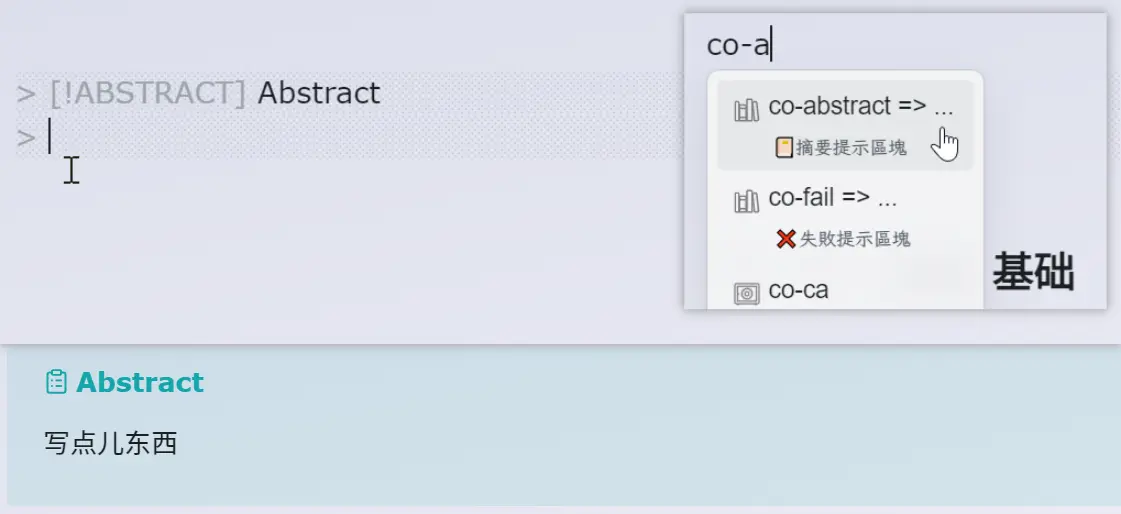 > [!ABSTRACT] Abstract
>
co-a
co-abstract => ...
📔摘要提示區塊
co-fail => ...
❌失敗提示區塊
co-ca
基础
Abstract
写点儿东西